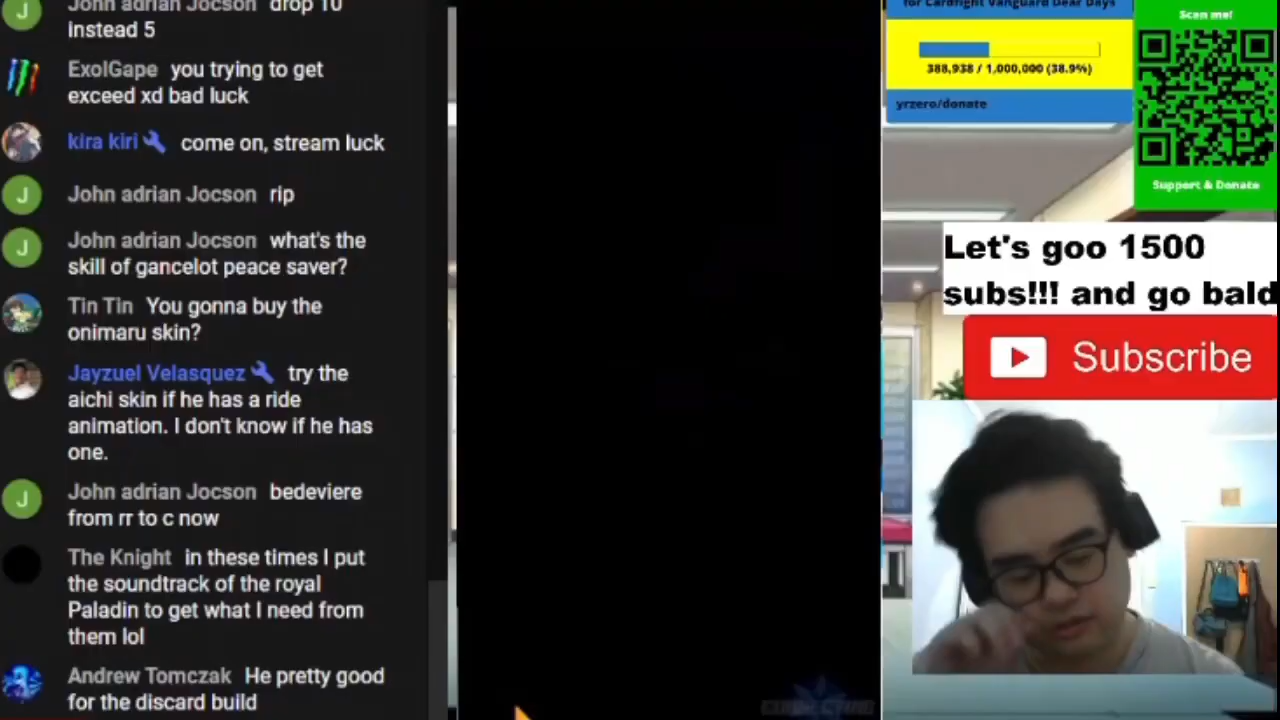 John adrian Jocson drop 10
instead 5
ExolGape you trying to get
exceed xd bad luck
kira kiri come on, stream luck
John adrian Jocson rip
John adrian Jocson what's the
skill of gancelot peace saver?
Tin Tin You gonna buy the
onimaru skin?
Jayzuel Velasquez try the
aichi skin if he has a ride
animation. I don't know if he has
one.
John adrian Jocson bedeviere
from rr to c now
The Knight in these times I put
the soundtrack of the royal
Paladin to get what I need from
them lol
Andrew Tomczak He pretty good
for the discard build
for Cardfight Vanguard Dear Days
388,938 / 1,000,000 (38.9%)
yrzero/donate
Scan me!
Support & Donate
Let's goo 1500
subs!!! and go bald
Subscribe
J
J
J
J